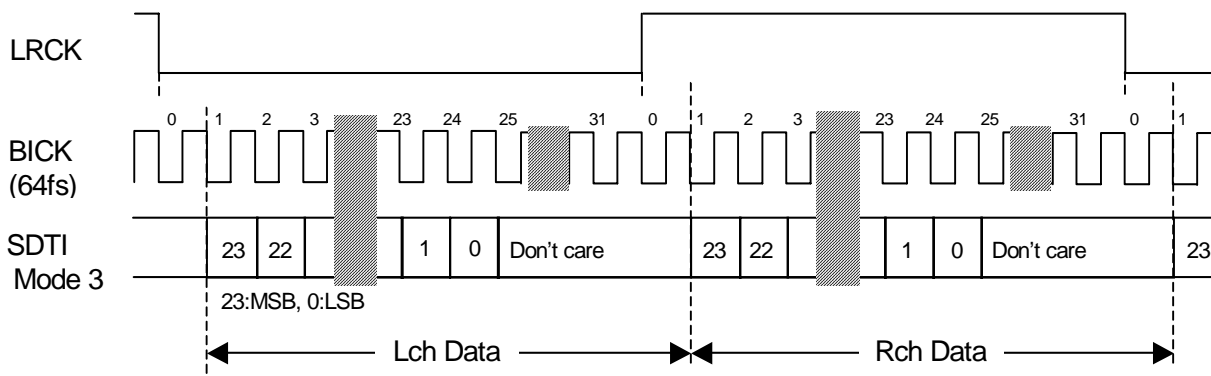 LRCK
0 1 2 3 23 24 25 31 0 1 2 3 23 24 25 31 0 1
BICK
(64fs)
SDTI
Mode 3
23 22 1 0 Don't care 23 22 1 0 Don't care 23
23:MSB, 0:LSB
Lch Data Rch Data